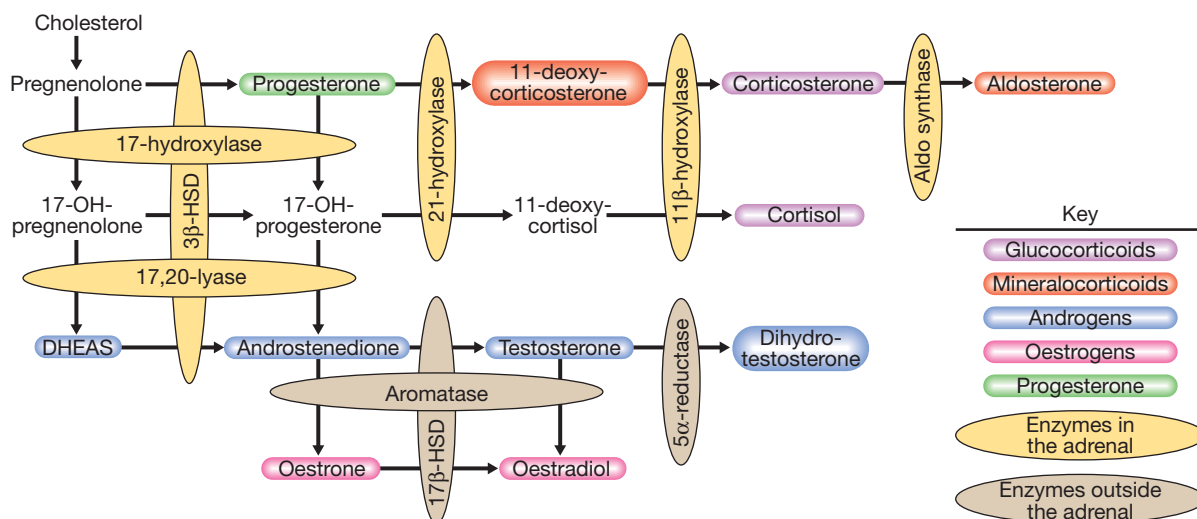 Cholesterol
Pregnenolone
Progesterone
11-deoxy-
corticosterone
Corticosterone
Aldosterone
17-hydroxylase
3β-HSD
21-hydroxylase
11β-hydroxylase
Aldo synthase
17-OH-
pregnenolone
17-OH-
progesterone
11-deoxy-
cortisol
Cortisol
17,20-lyase
DHEAS
Androstenedione
Testosterone
Dihydro-
testosterone
Aromatase
17β-HSD
5α-reductase
Oestrone
Oestradiol
Key
Glucocorticoids
Mineralocorticoids
Androgens
Oestrogens
Progesterone
Enzymes in
the adrenal
Enzymes outside
the adrenal